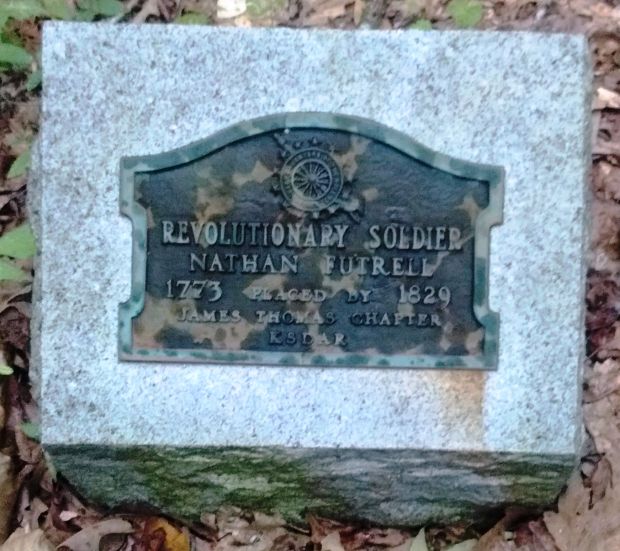 REVOLUTIONARY SOLDIER
NATHAN FUTRELL
1773 PLACED BY 1829
JAMES THOMAS CHAPTER
KSDAR